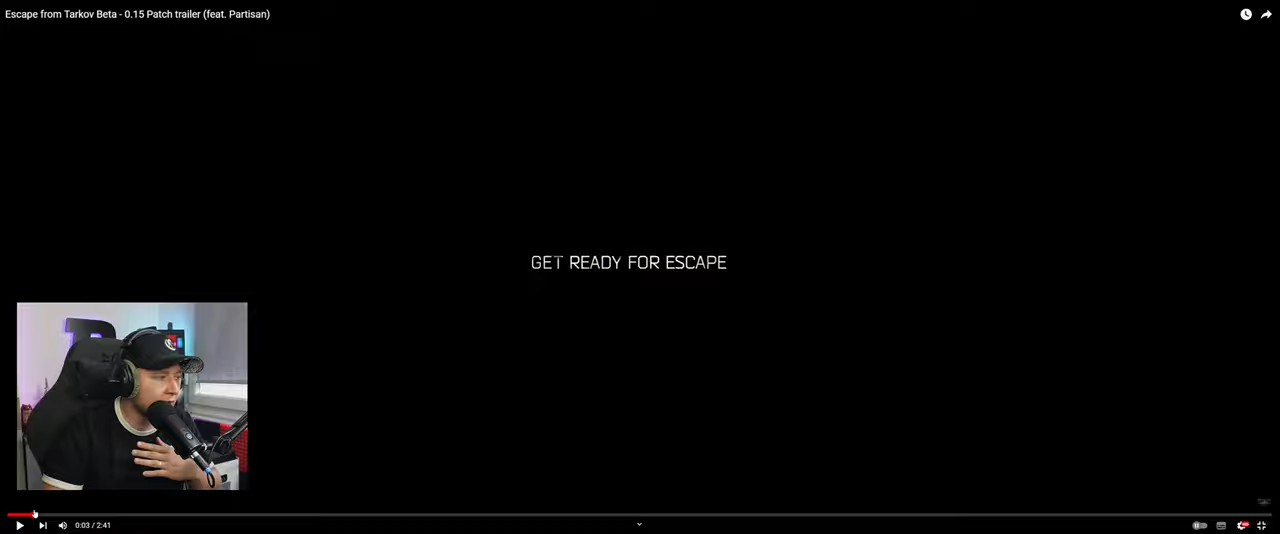 Escape from Tarkov Beta - 0.15 Patch trailer (feat. Partisan)
GET READY FOR ESCAPE
0:03 / 2:41